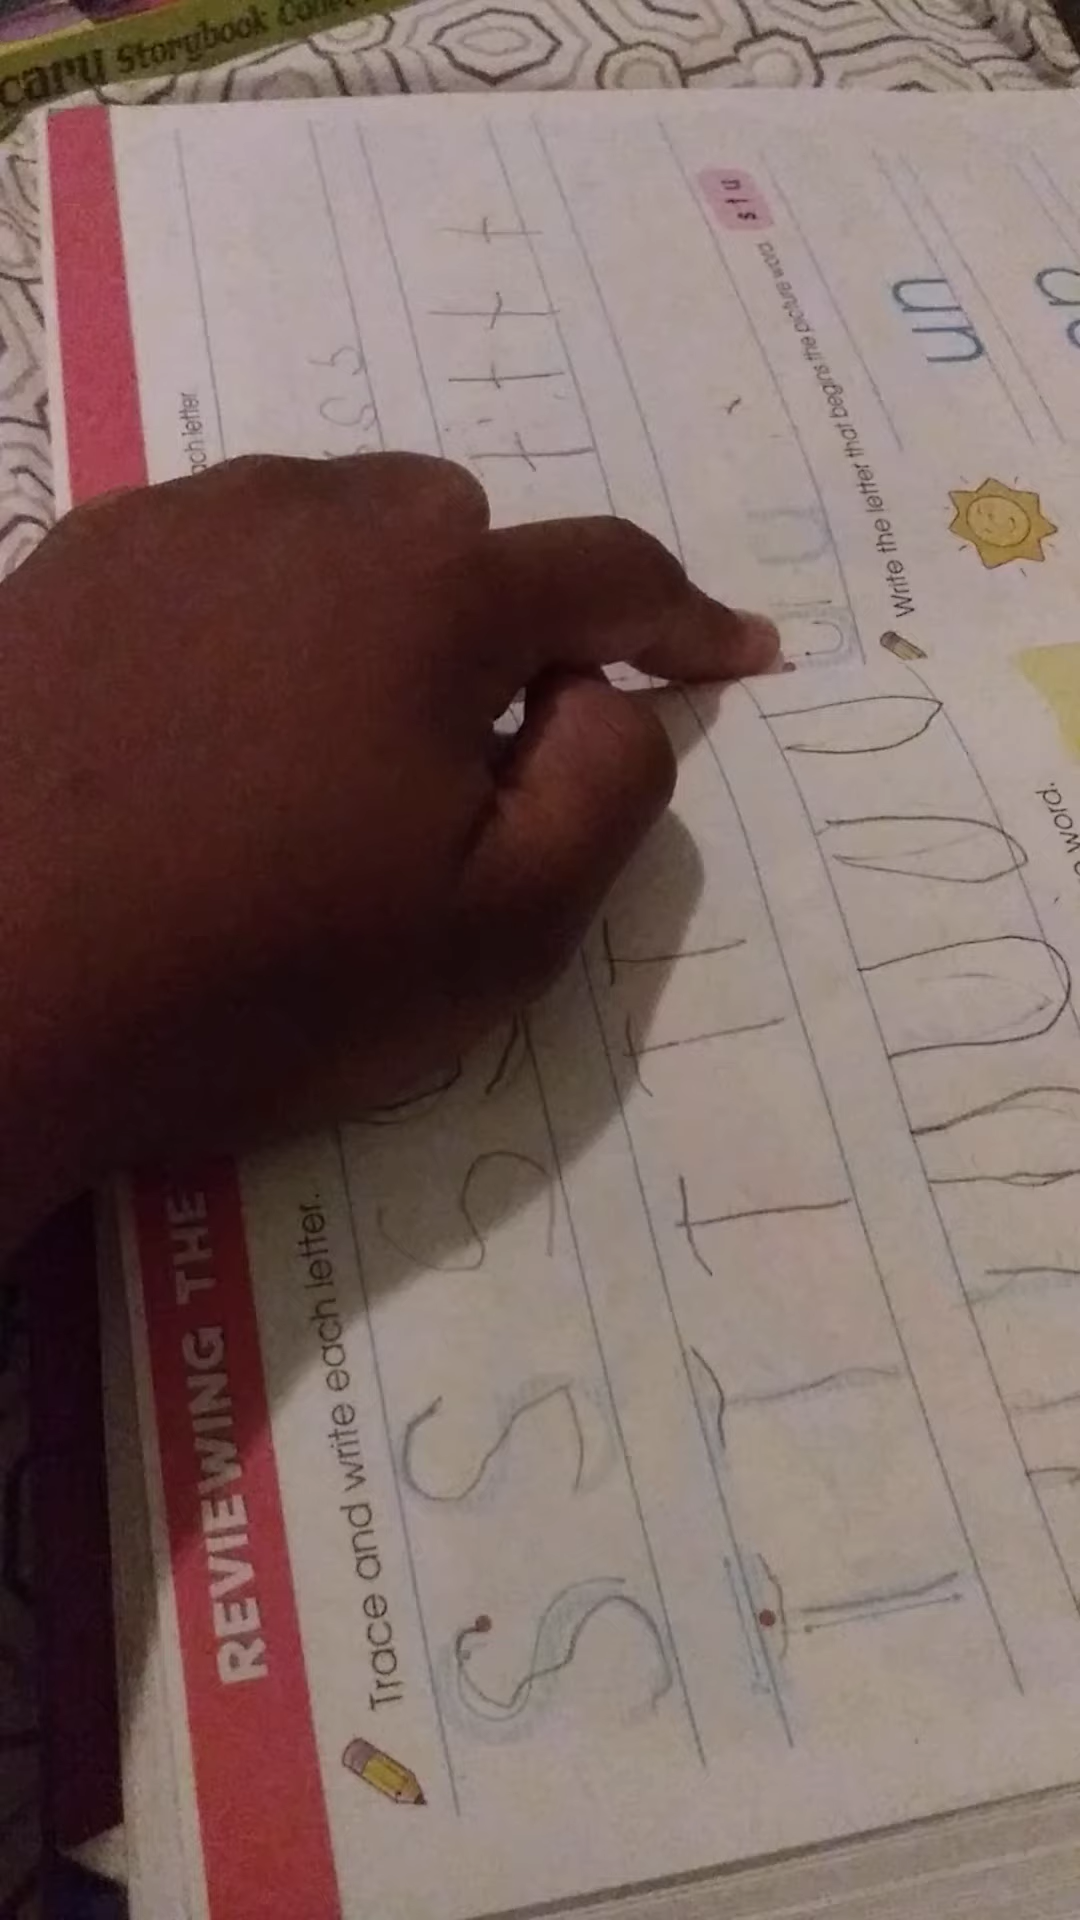 Storybook
REVIEWING THE
Trace and write each letter.
ach letter.
S S S S
s s
T T T T T
t t t t
U U U U
u u
Write the letter that begins the picture word.
s t u
un
word.